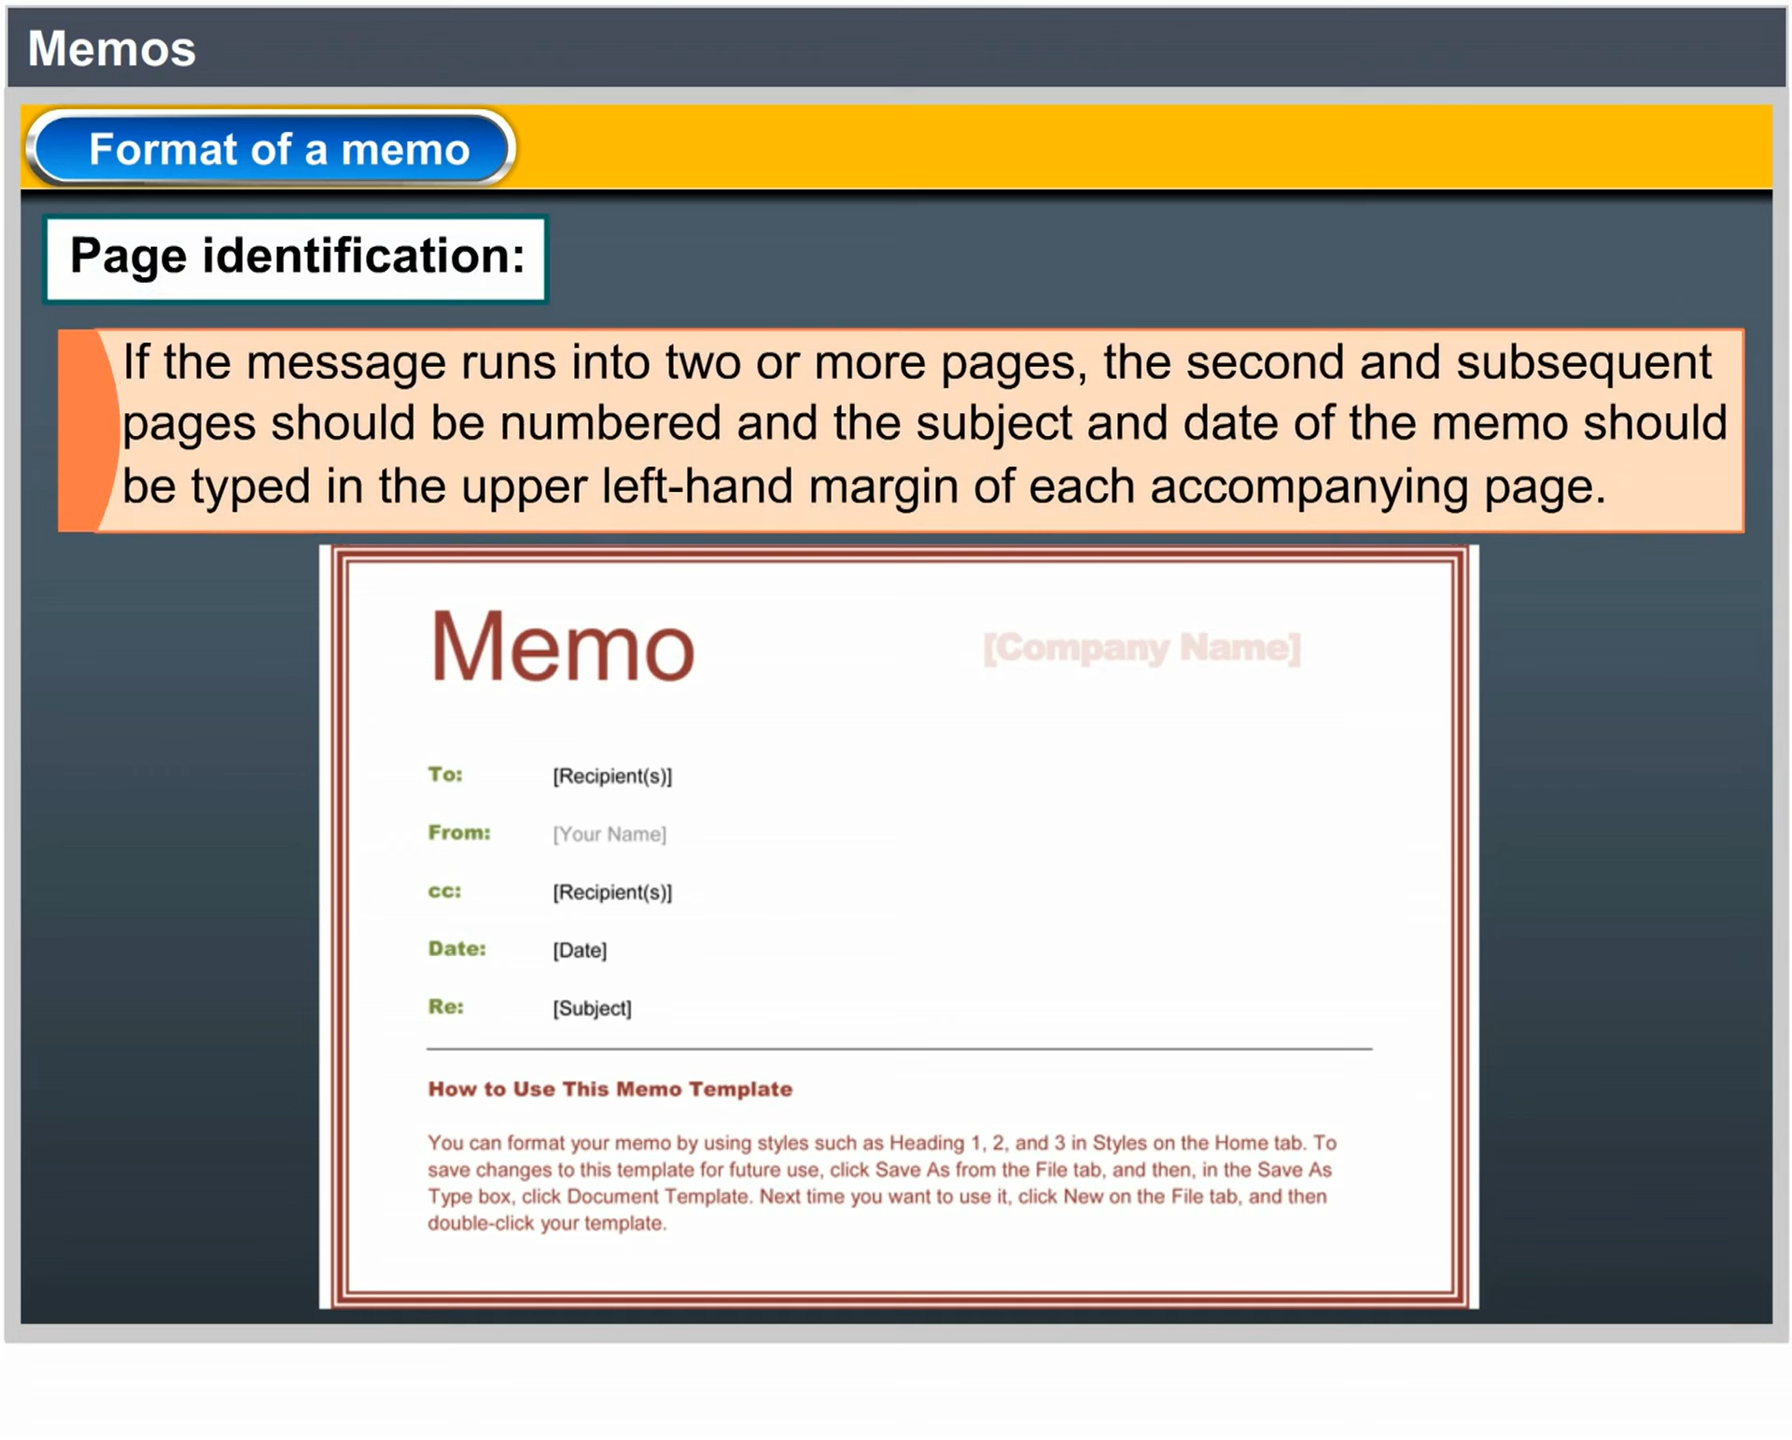 Memos
Format of a memo
Page identification:
If the message runs into two or more pages, the second and subsequent
pages should be numbered and the subject and date of the memo should
be typed in the upper left-hand margin of each accompanying page.
Memo
[Company Name]
To: [Recipient(s)]
From: [Your Name]
cc: [Recipient(s)]
Date: [Date]
Re: [Subject]
How to Use This Memo Template
You can format your memo by using styles such as Heading 1, 2, and 3 in Styles on the Home tab. To
save changes to this template for future use, click Save As from the File tab, and then, in the Save As
Type box, click Document Template. Next time you want to use it, click New on the File tab, and then
double-click your template.